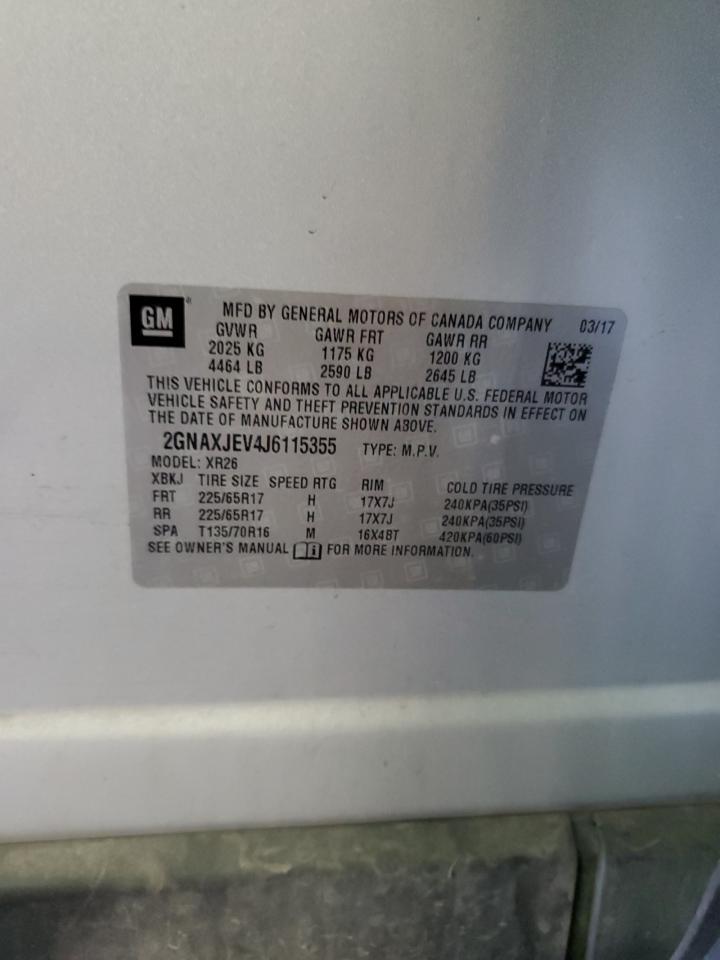 GM ®
MFD BY GENERAL MOTORS OF CANADA COMPANY 03/17
GVWR GAWR FRT GAWR RR
2025 KG 1175 KG 1200 KG
4464 LB 2590 LB 2645 LB
THIS VEHICLE CONFORMS TO ALL APPLICABLE U.S. FEDERAL MOTOR
VEHICLE SAFETY AND THEFT PREVENTION STANDARDS IN EFFECT ON
THE DATE OF MANUFACTURE SHOWN ABOVE.
2GNAXJEV4J6115355 TYPE: M.P.V.
MODEL: XR26
XBKJ TIRE SIZE SPEED RTG RIM COLD TIRE PRESSURE
FRT 225/65R17 H 17X7J 240KPA(35PSI)
RR 225/65R17 H 17X7J 240KPA(35PSI)
SPA T135/70R16 M 16X4BT 420KPA(60PSI)
SEE OWNER'S MANUAL i FOR MORE INFORMATION.